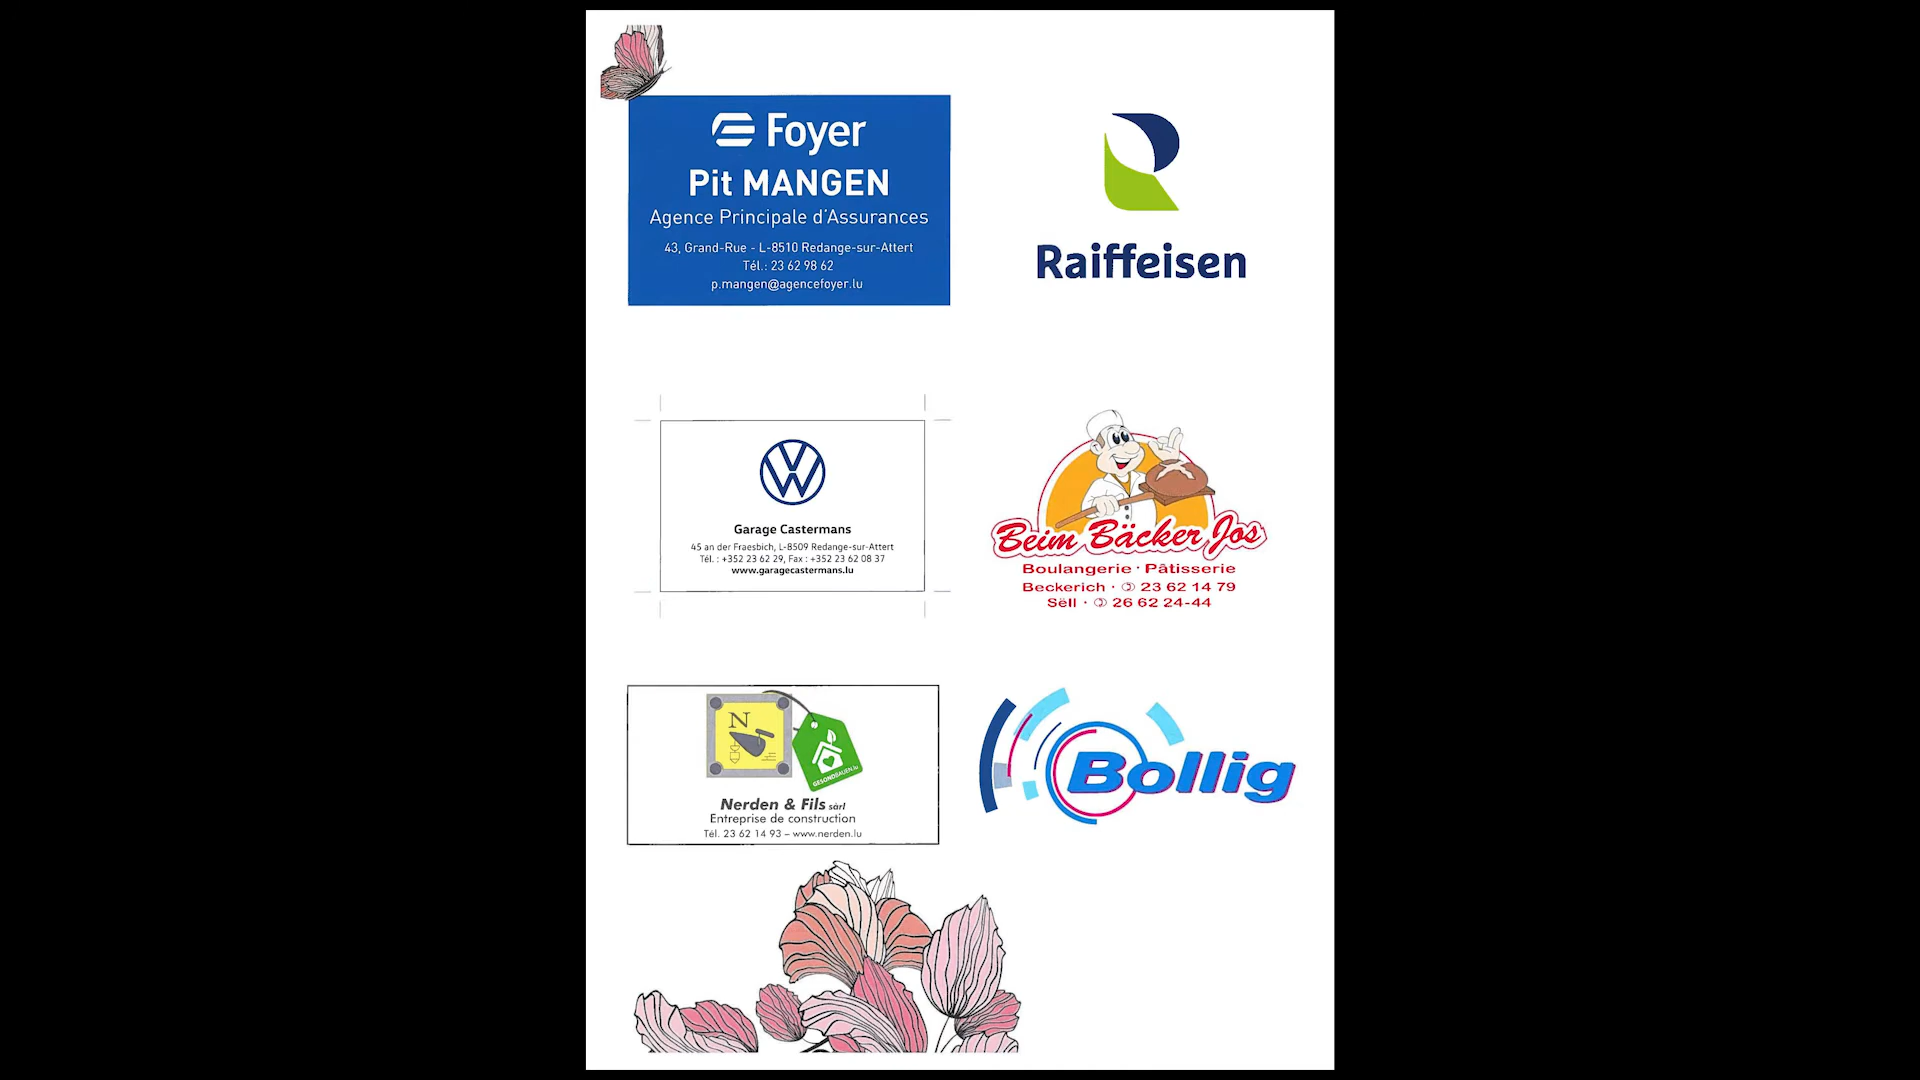 Foyer
Pit MANGEN
Agence Principale d'Assurances
43, Grand-Rue - L-8510 Redange-sur-Attert
Tél.: 23 62 98 62
p.mangen@agencefoyer.lu
Raiffeisen
Garage Castermans
45 an der Fraesbich, L-8509 Redange-sur-Attert
Tél. : +352 23 62 29, Fax : +352 23 62 08 37
www.garagecastermans.lu
Beim Bäcker Jos
Boulangerie · Pâtisserie
Beckerich · 23 62 14 79
Sëll · 26 62 24-44
N
GESONDBAUEN.lu
Nerden & Fils sàrl
Entreprise de construction
Tél. 23 62 14 93 – www.nerden.lu
Bollig